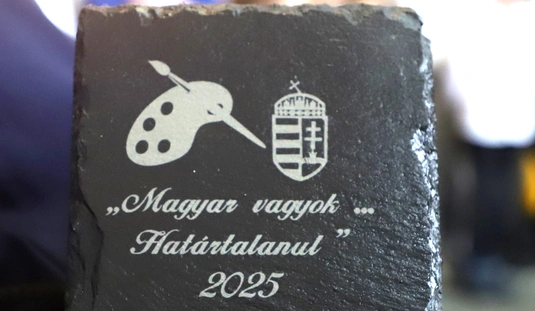 „Magyar vagyok ...
Határtalanul ”
2025